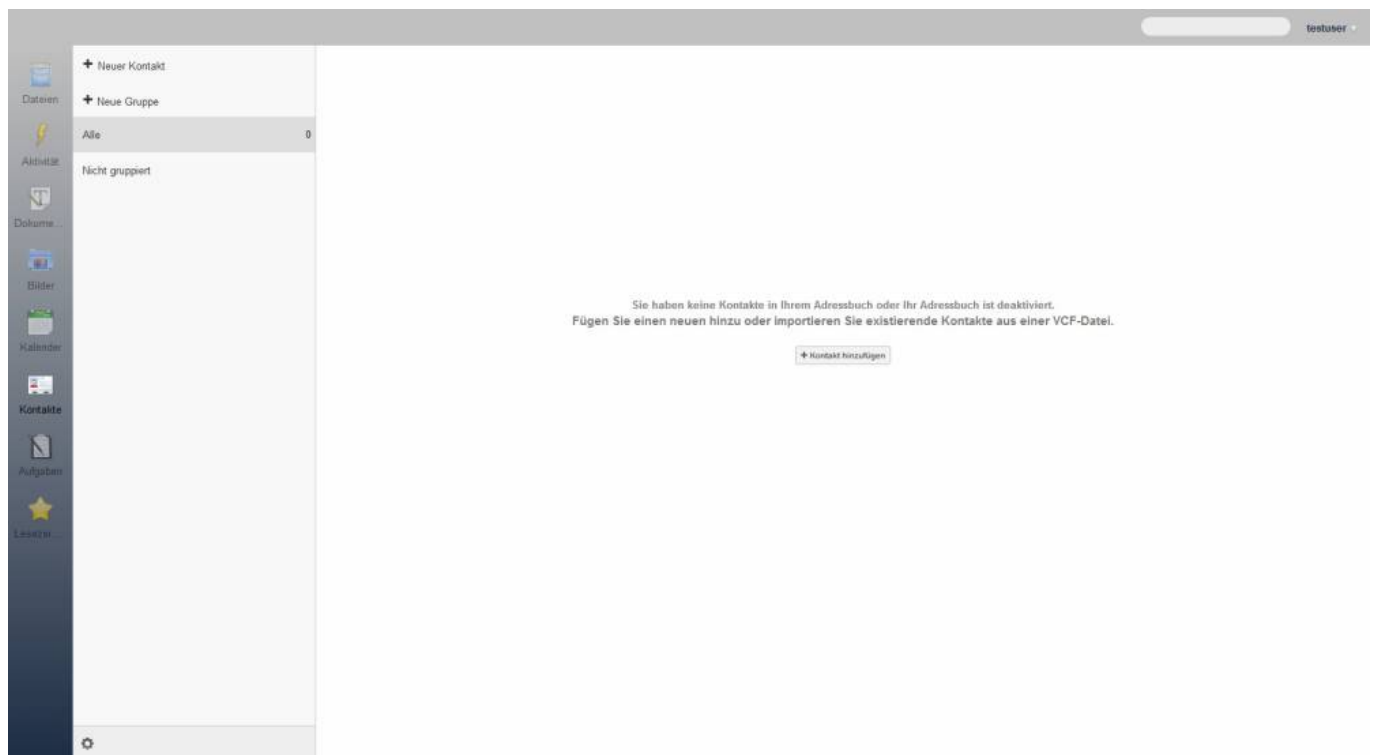 testuser
Dateien
Aktivität
Dokume...
Bilder
Kalender
Kontakte
Aufgaben
Lesezei...
+ Neuer Kontakt
+ Neue Gruppe
Alle 0
Nicht gruppiert
Sie haben keine Kontakte in Ihrem Adressbuch oder Ihr Adressbuch ist deaktiviert.
Fügen Sie einen neuen hinzu oder importieren Sie existierende Kontakte aus einer VCF-Datei.
+ Kontakt hinzufügen